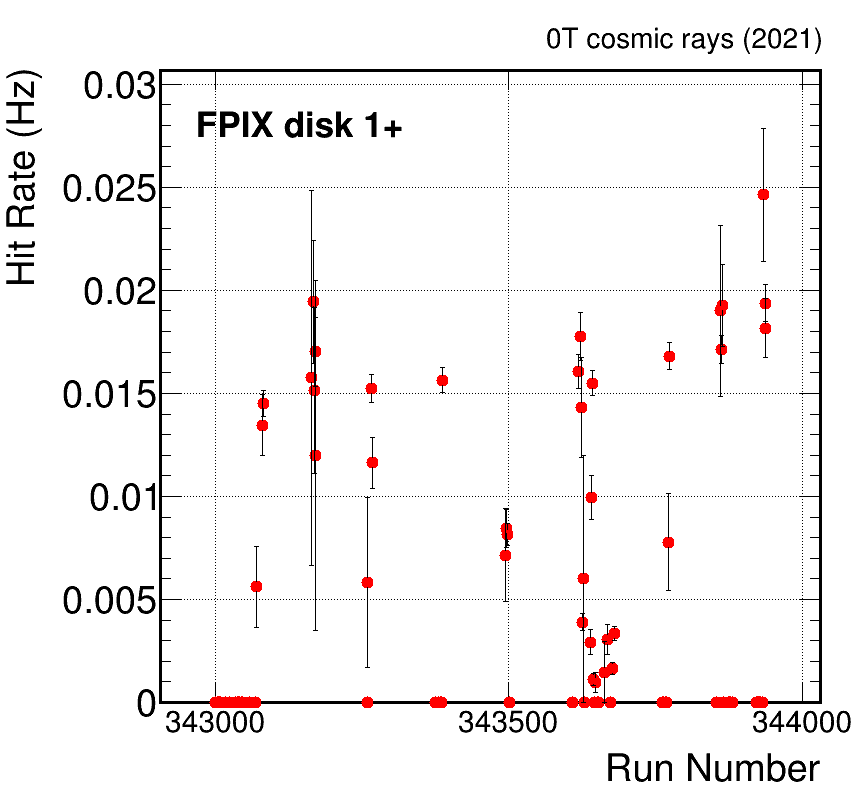 0T cosmic rays (2021)
Hit Rate (Hz)
FPIX disk 1+
0.03
0.025
0.02
0.015
0.01
0.005
0
343000
343500
344000
Run Number